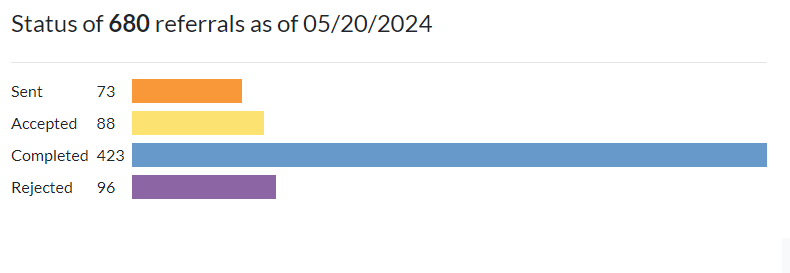 Status of 680 referrals as of 05/20/2024
Sent 73
Accepted 88
Completed 423
Rejected 96